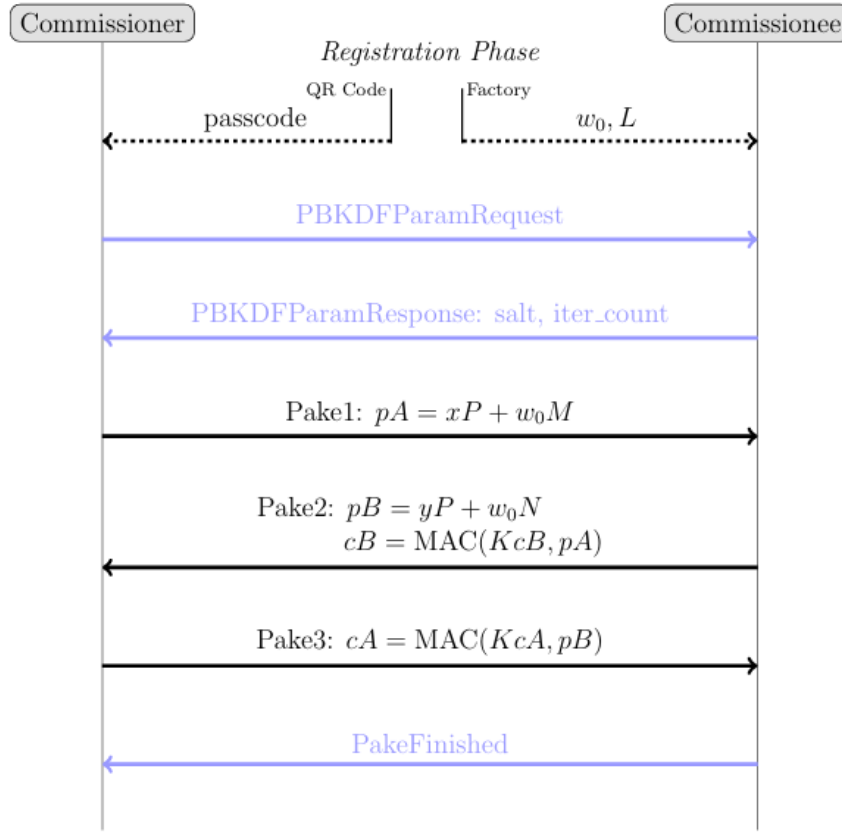 Commissioner
Commissionee
Registration Phase
QR Code
Factory
passcode
w₀, L
PBKDFParamRequest
PBKDFParamResponse: salt, iter_count
Pake1: pA = xP + w₀M
Pake2: pB = yP + w₀N
cB = MAC(KcB, pA)
Pake3: cA = MAC(KcA, pB)
PakeFinished